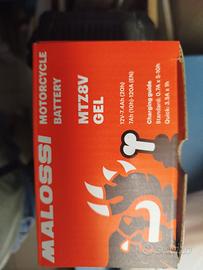 MALOSSI
MOTORCYCLE
BATTERY
MTZ8V
GEL
12V-7.4Ah (20h)
7Ah (10h)-120A (EN)
Charging guide
Standard: 0.7A x 5-10h
Quick: 3.5A x 1h